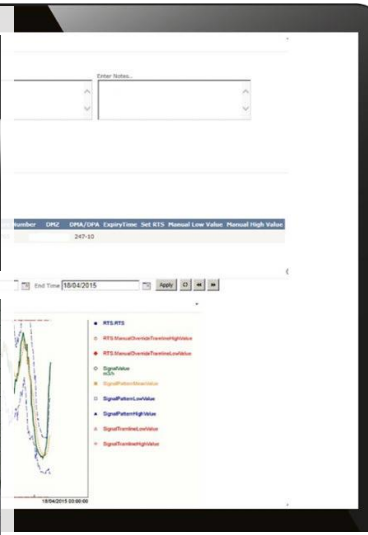 Enter Notes..
Number DMZ DMA/DPA ExpiryTime Set RTS Manual Low Value Manual High Value
247-10
End Time 18/04/2015 Apply
RTS:RTS
RTS:ManualOverrideTramlineHighValue
RTS:ManualOverrideTramlineLowValue
SignalValue
m3/h
SignalPatternMeanValue
SignalPatternLowValue
SignalPatternHighValue
SignalTramlineLowValue
SignalTramlineHighValue
18/04/2015 00:00:00